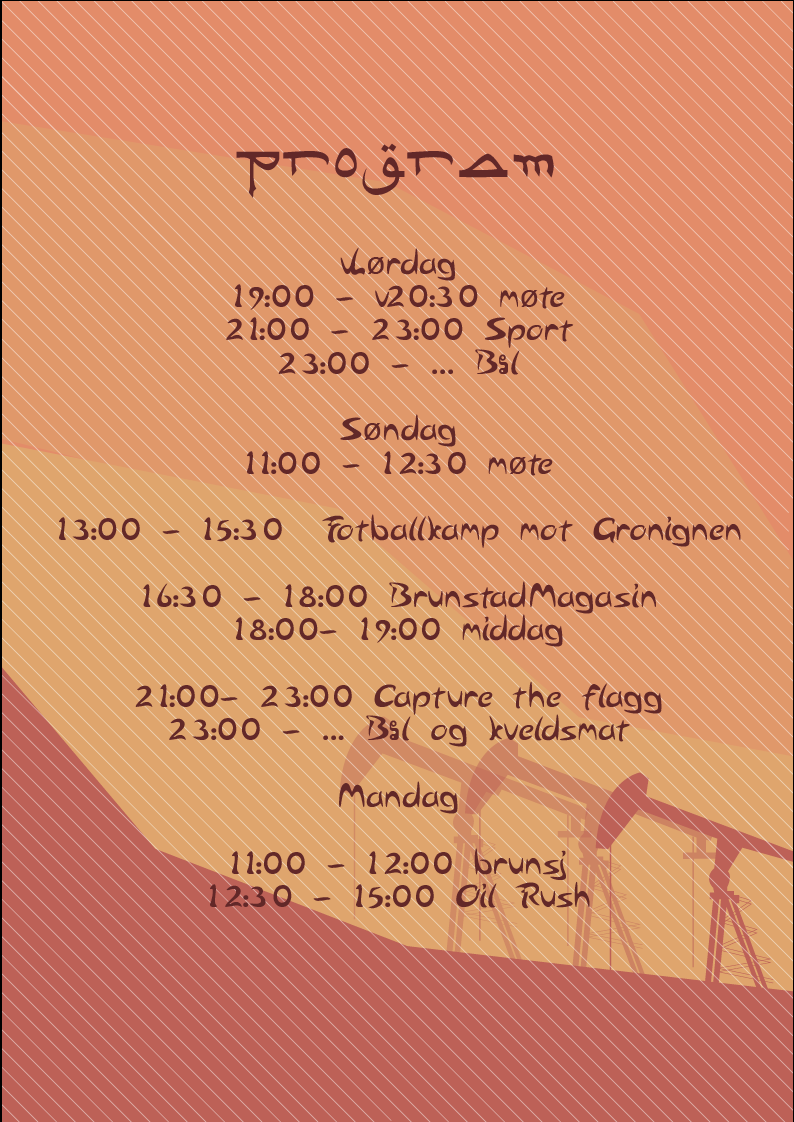 program
Lørdag
19:00 - 20:30 møte
21:00 - 23:00 Sport
23:00 - ... Bål
Søndag
11:00 - 12:30 møte
13:00 - 15:30 Fotballkamp mot Gronignen
16:30 - 18:00 BrunstadMagasin
18:00- 19:00 middag
21:00- 23:00 Capture the flagg
23:00 - ... Bål og kveldsmat
Mandag
11:00 - 12:00 brunsj
12:30 - 15:00 Oil Rush